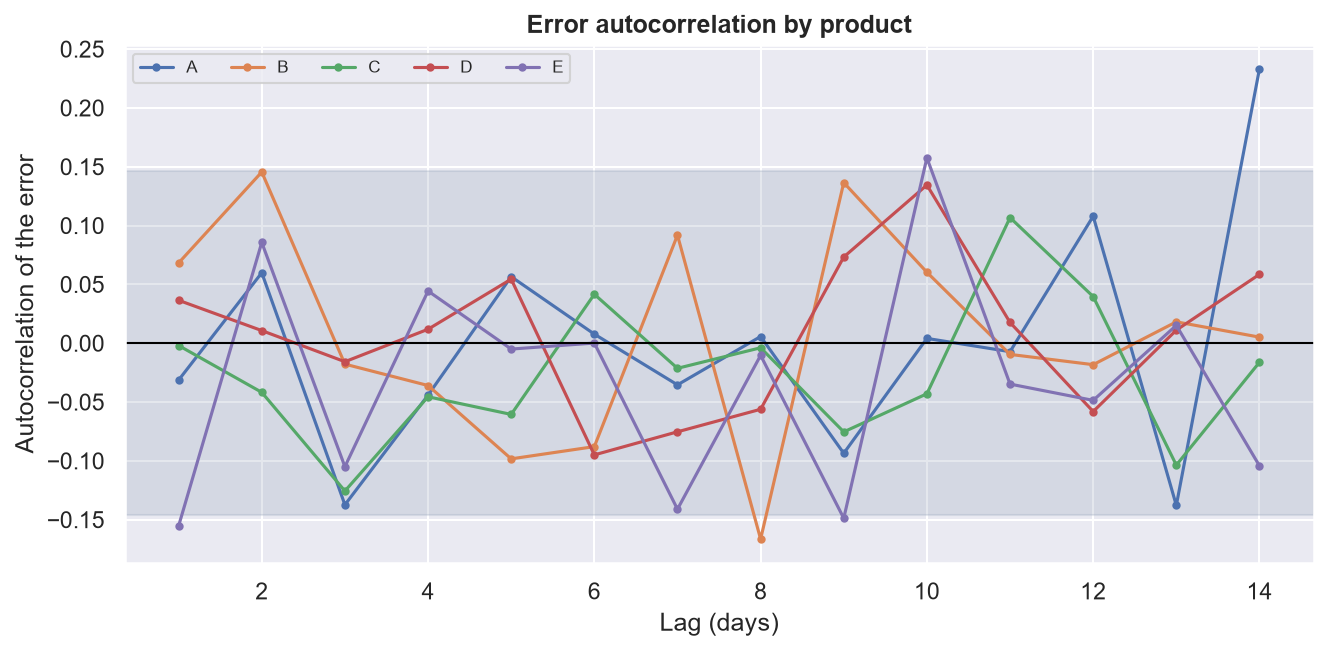 Error autocorrelation by product
A B C D E
Autocorrelation of the error
0.25
0.20
0.15
0.10
0.05
0.00
−0.05
−0.10
−0.15
2 4 6 8 10 12 14
Lag (days)